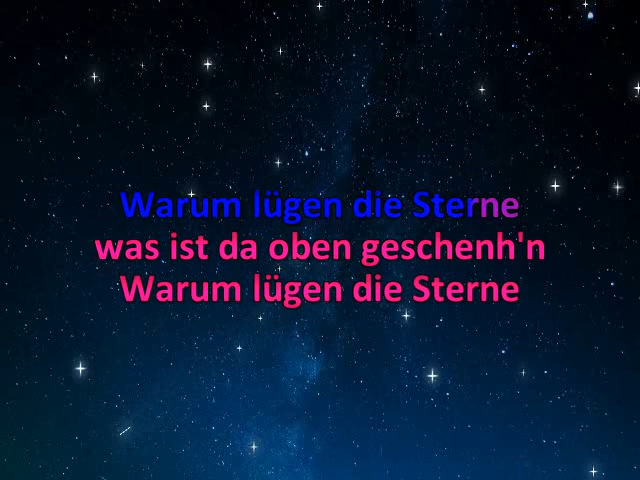 Warum lügen die Sterne
was ist da oben geschenh'n
Warum lügen die Sterne